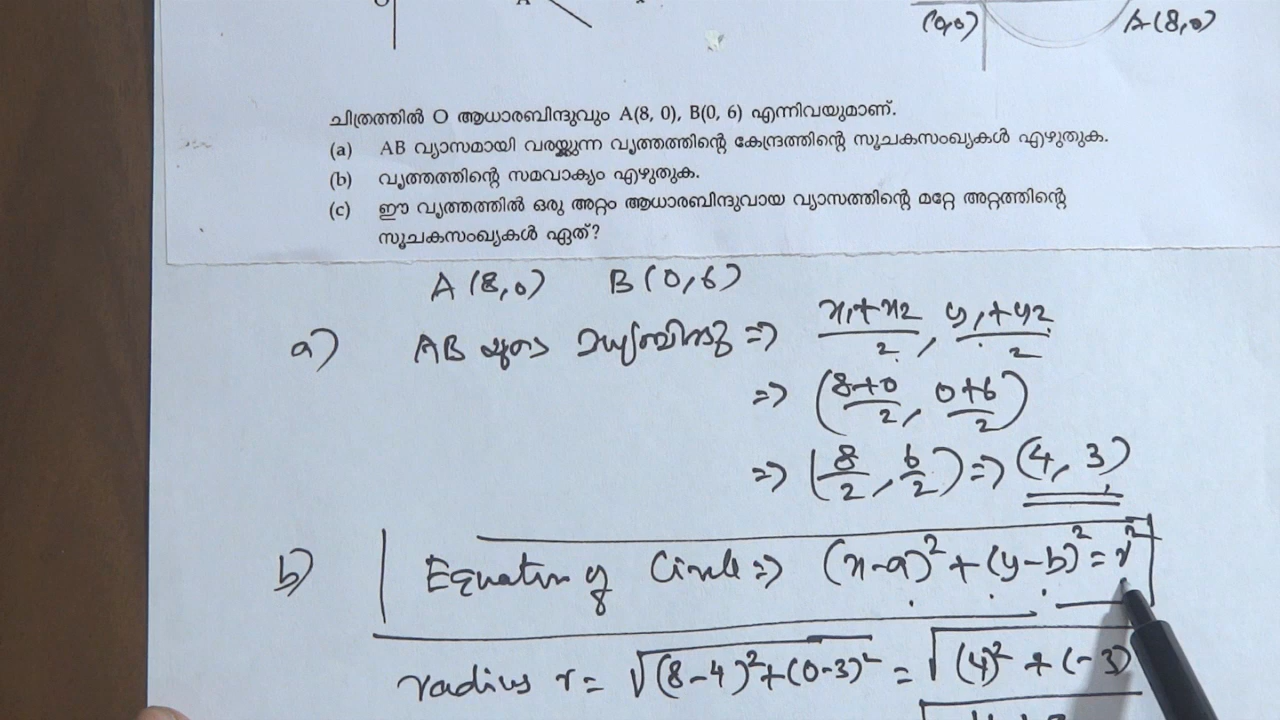 (0,0) A(8,0)
ചിത്രത്തിൽ O ആധാരബിന്ദുവും A(8, 0), B(0, 6) എന്നിവയുമാണ്.
(a) AB വ്യാസമായി വരയ്ക്കുന്ന വൃത്തത്തിന്റെ കേന്ദ്രത്തിന്റെ സൂചകസംഖ്യകൾ എഴുതുക.
(b) വൃത്തത്തിന്റെ സമവാക്യം എഴുതുക.
(c) ഈ വൃത്തത്തിൽ ഒരു അറ്റം ആധാരബിന്ദുവായ വ്യാസത്തിന്റെ മറ്റേ അറ്റത്തിന്റെ
സൂചകസംഖ്യകൾ ഏത്?
A (8,0) B(0,6)
a) AB യുടെ മധ്യബിന്ദു => x₁+x₂/2, y₁+y₂/2
=> (8+0/2, 0+6/2)
=> (8/2, 6/2) => (4, 3)
b) Equation of Circle => (x-a)² + (y-b)² = r²
radius r = √(8-4)²+(0-3)² = √(4)² + (-3)